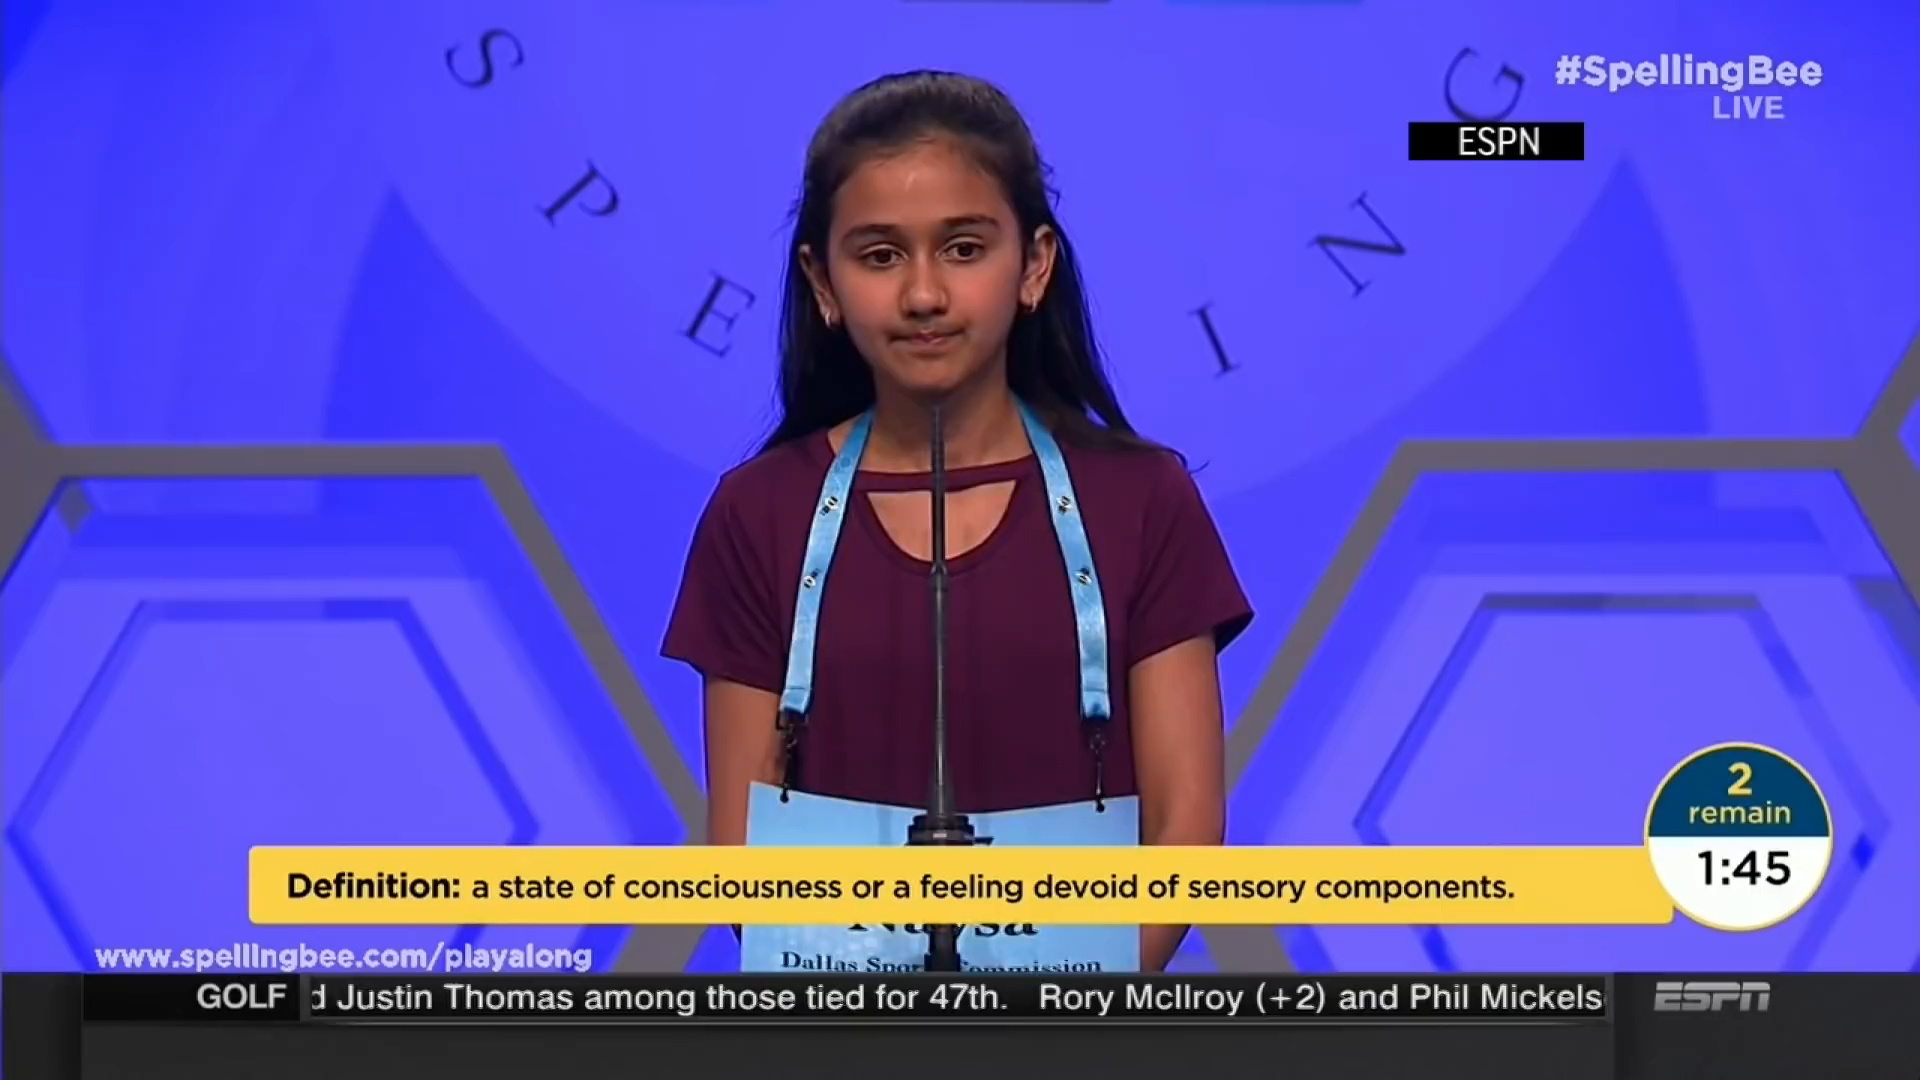 S P E I N G
#SpellingBee
LIVE
ESPN
2
remain
1:45
Definition: a state of consciousness or a feeling devoid of sensory components.
www.spellingbee.com/playalong
Dallas
GOLF d Justin Thomas among those tied for 47th. Rory McIlroy (+2) and Phil Mickels
ESPN